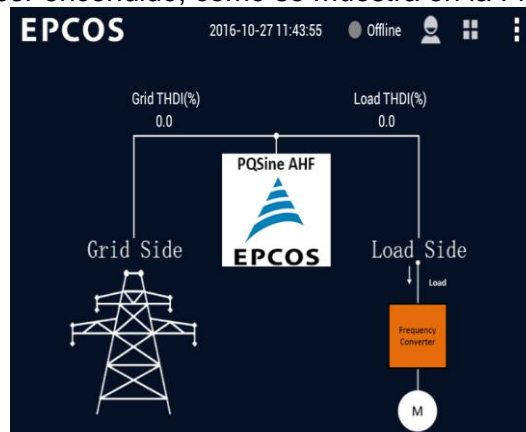 EPCOS 2016-10-27 11:43:55 Offline
Grid THDI(%) Load THDI(%)
0.0 0.0
PQSine AHF
EPCOS
Grid Side Load Side
Load
Frequency
Converter
M